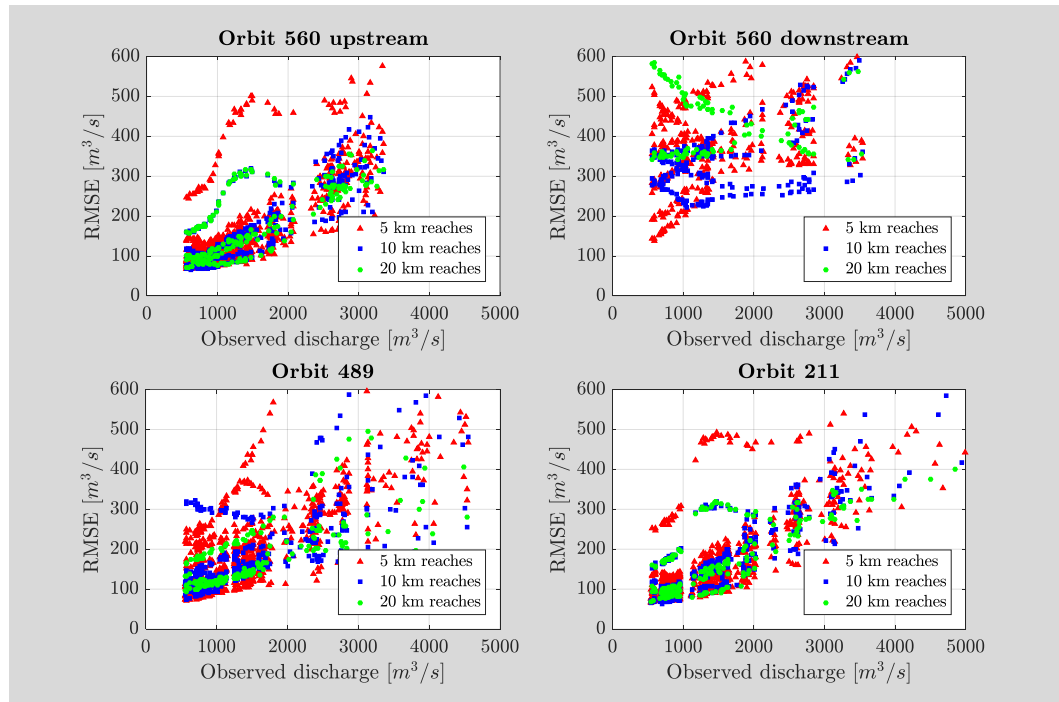 Orbit 560 upstream
600
500
400
300
200
100
0
RMSE [m³/s]
5 km reaches
10 km reaches
20 km reaches
0 1000 2000 3000 4000 5000
Observed discharge [m³/s]
Orbit 560 downstream
600
500
400
300
200
100
0
RMSE [m³/s]
5 km reaches
10 km reaches
20 km reaches
0 1000 2000 3000 4000 5000
Observed discharge [m³/s]
Orbit 489
600
500
400
300
200
100
0
RMSE [m³/s]
5 km reaches
10 km reaches
20 km reaches
0 1000 2000 3000 4000 5000
Observed discharge [m³/s]
Orbit 211
600
500
400
300
200
100
0
RMSE [m³/s]
5 km reaches
10 km reaches
20 km reaches
0 1000 2000 3000 4000 5000
Observed discharge [m³/s]